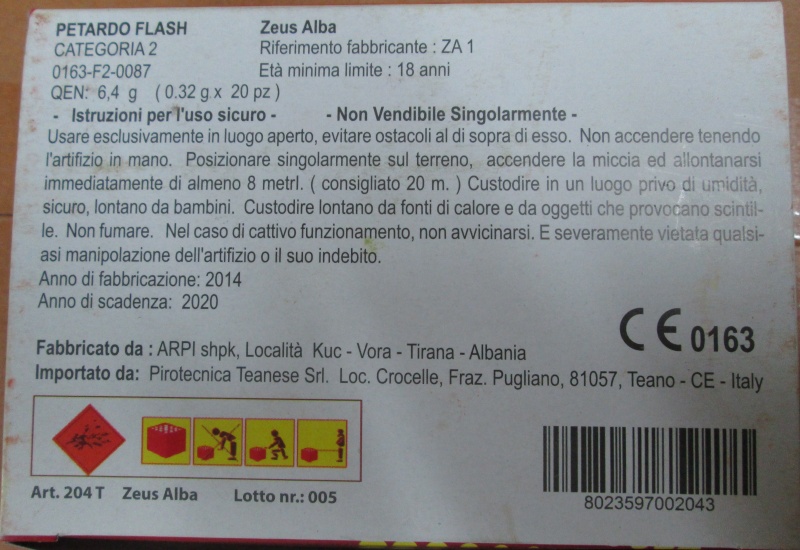 PETARDO FLASH Zeus Alba
CATEGORIA 2 Riferimento fabbricante : ZA 1
0163-F2-0087 Età minima limite : 18 anni
QEN: 6,4 g ( 0.32 g x 20 pz )
- Istruzioni per l'uso sicuro - - Non Vendibile Singolarmente -
Usare esclusivamente in luogo aperto, evitare ostacoli al di sopra di esso. Non accendere tenendo
l'artifizio in mano. Posizionare singolarmente sul terreno, accendere la miccia ed allontanarsi
immediatamente di almeno 8 metrI. ( consigliato 20 m. ) Custodire in un luogo privo di umidità,
sicuro, lontano da bambini. Custodire lontano da fonti di calore e da oggetti che provocano scintil-
le. Non fumare. Nel caso di cattivo funzionamento, non avvicinarsi. E severamente vietata qualsi-
asi manipolazione dell'artifizio o il suo indebito.
Anno di fabbricazione: 2014
Anno di scadenza: 2020
CE 0163
Fabbricato da : ARPI shpk, Località Kuc - Vora - Tirana - Albania
Importato da: Pirotecnica Teanese Srl. Loc. Crocelle, Fraz. Pugliano, 81057, Teano - CE - Italy
Art. 204 T Zeus Alba Lotto nr.: 005
8023597002043